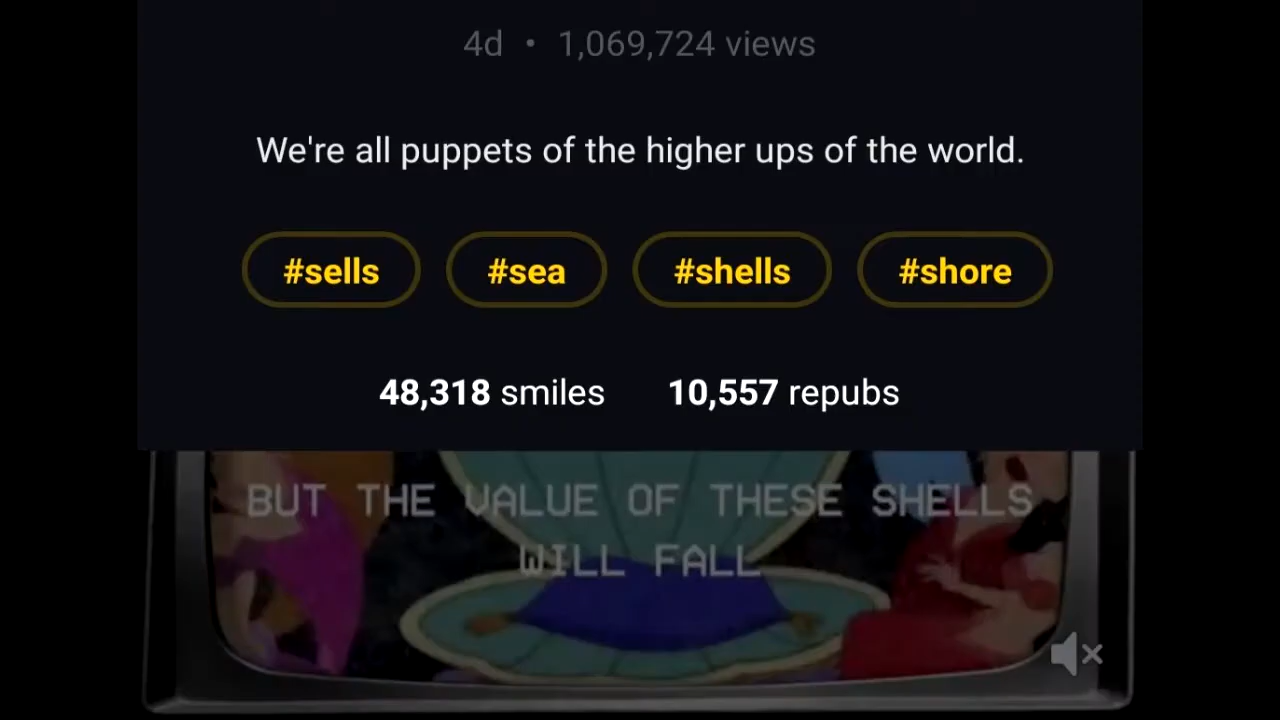 4d • 1,069,724 views
We're all puppets of the higher ups of the world.
#sells #sea #shells #shore
48,318 smiles 10,557 repubs
BUT THE VALUE OF THESE SHELLS
WILL FALL